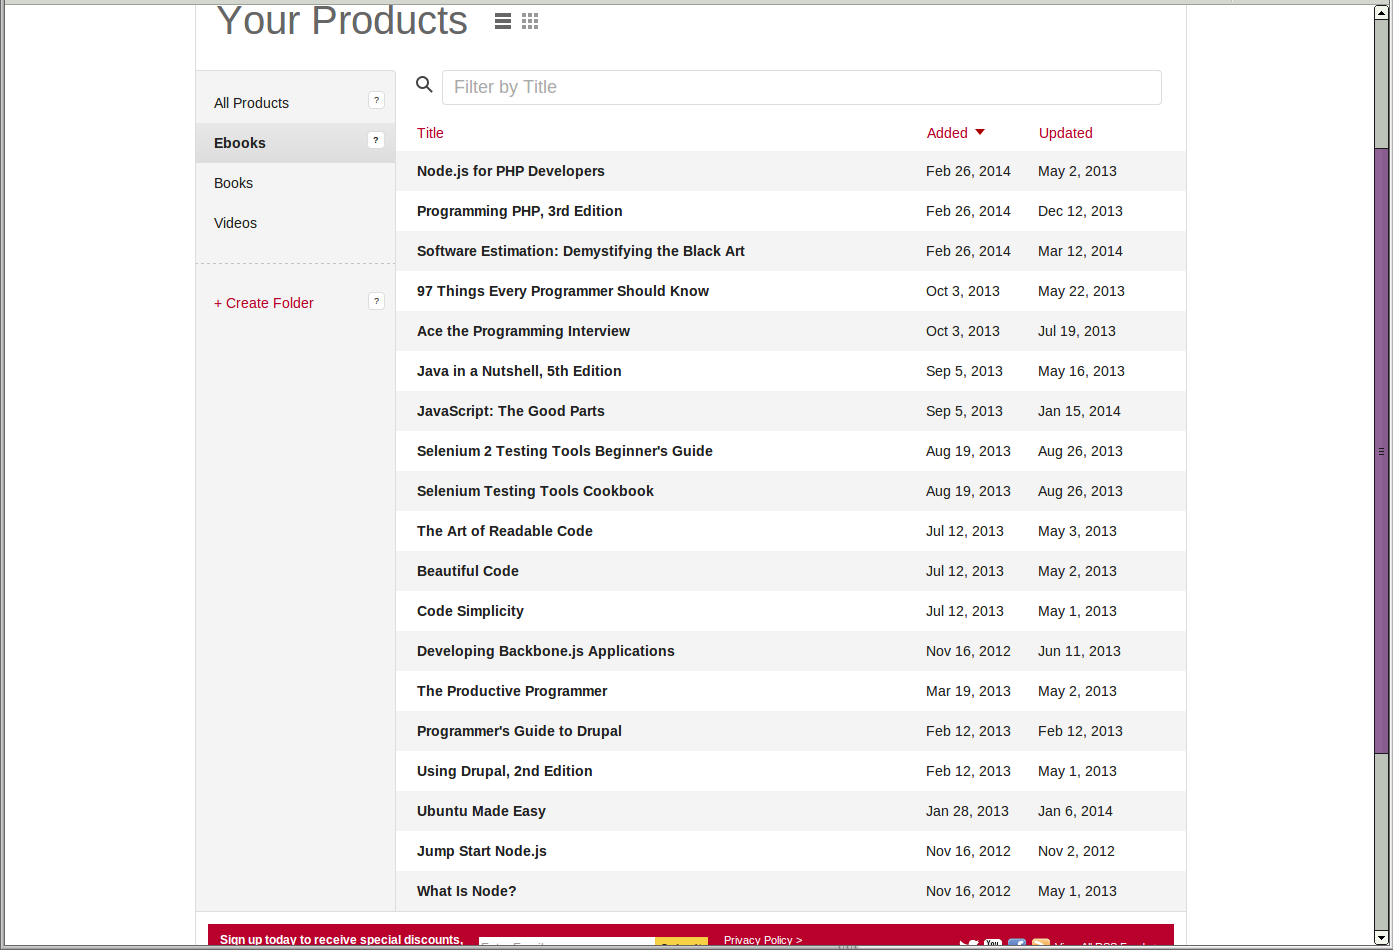 Your Products
Filter by Title
All Products ?
Ebooks ?
Books
Videos
+ Create Folder ?
Title Added Updated
Node.js for PHP Developers Feb 26, 2014 May 2, 2013
Programming PHP, 3rd Edition Feb 26, 2014 Dec 12, 2013
Software Estimation: Demystifying the Black Art Feb 26, 2014 Mar 12, 2014
97 Things Every Programmer Should Know Oct 3, 2013 May 22, 2013
Ace the Programming Interview Oct 3, 2013 Jul 19, 2013
Java in a Nutshell, 5th Edition Sep 5, 2013 May 16, 2013
JavaScript: The Good Parts Sep 5, 2013 Jan 15, 2014
Selenium 2 Testing Tools Beginner's Guide Aug 19, 2013 Aug 26, 2013
Selenium Testing Tools Cookbook Aug 19, 2013 Aug 26, 2013
The Art of Readable Code Jul 12, 2013 May 3, 2013
Beautiful Code Jul 12, 2013 May 2, 2013
Code Simplicity Jul 12, 2013 May 1, 2013
Developing Backbone.js Applications Nov 16, 2012 Jun 11, 2013
The Productive Programmer Mar 19, 2013 May 2, 2013
Programmer's Guide to Drupal Feb 12, 2013 Feb 12, 2013
Using Drupal, 2nd Edition Feb 12, 2013 May 1, 2013
Ubuntu Made Easy Jan 28, 2013 Jan 6, 2014
Jump Start Node.js Nov 16, 2012 Nov 2, 2012
What Is Node? Nov 16, 2012 May 1, 2013
Sign up today to receive special discounts, Privacy Policy > You